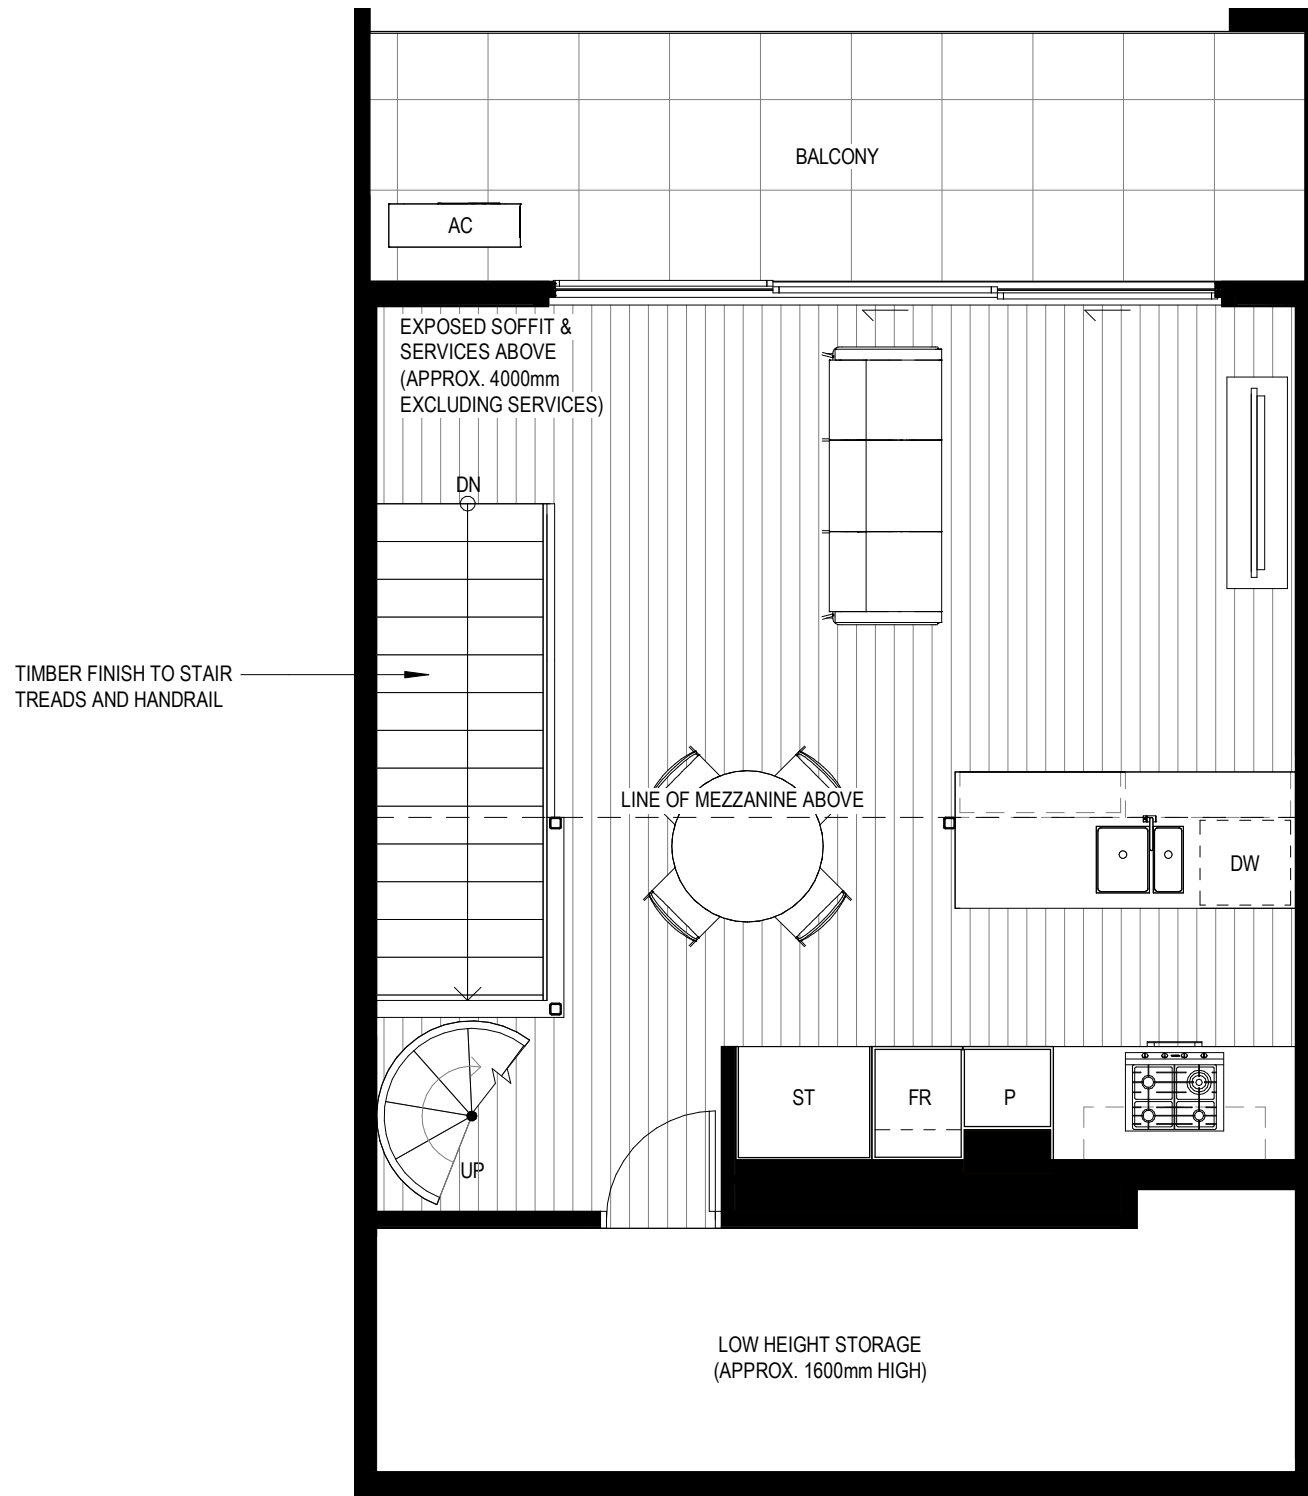 BALCONY
AC
EXPOSED SOFFIT &
SERVICES ABOVE
(APPROX. 4000mm
EXCLUDING SERVICES)
DN
TIMBER FINISH TO STAIR
TREADS AND HANDRAIL
LINE OF MEZZANINE ABOVE
DW
ST
FR
P
UP
LOW HEIGHT STORAGE
(APPROX. 1600mm HIGH)